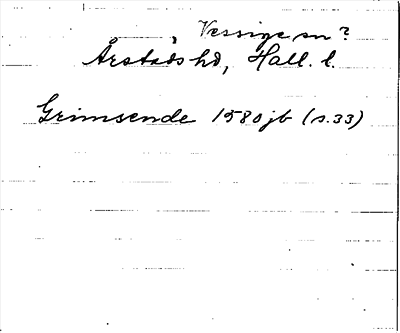 , Vessige sn?
Årstads hd, Hall. l.
Grimsende 1580 jb (s. 33)